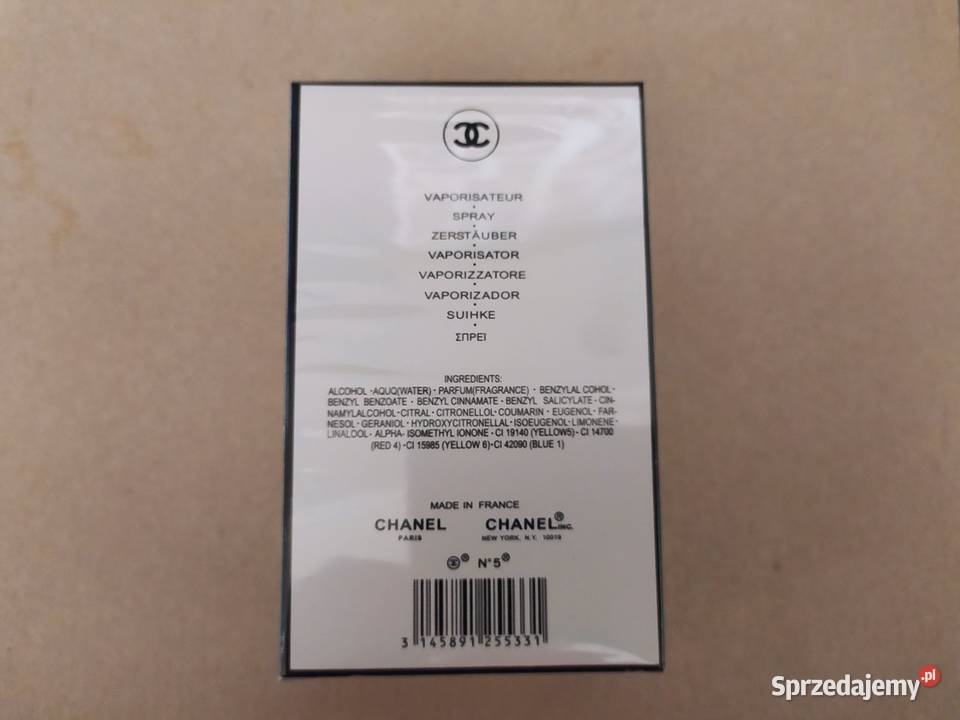 VAPORISATEUR
SPRAY
ZERSTÄUBER
VAPORISATOR
VAPORIZZATORE
VAPORIZADOR
SUIHKE
ΣΠΡΕΪ
INGREDIENTS:
ALCOHOL · AQUO(WATER) · PARFUM(FRAGRANCE) · BENZYLAL COHOL ·
BENZYL BENZOATE · BENZYL CINNAMATE · BENZYL SALICYLATE · CIN-
NAMYLALCOHOL · CITRAL · CITRONELLOL · COUMARIN · EUGENOL · FAR-
NESOL · GERANIOL · HYDROXYCITRONELLAL · ISOEUGENOL · LIMONENE ·
LINALOOL · ALPHA- ISOMETHYL IONONE · CI 19140 (YELLOW5) · CI 14700
(RED 4) · CI 15985 (YELLOW 6) · CI 42090 (BLUE 1)
MADE IN FRANCE
CHANEL CHANEL® INC.
PARIS NEW YORK, N.Y. 10019
® N°5®
3 145891 255331
Sprzedajemy.pl